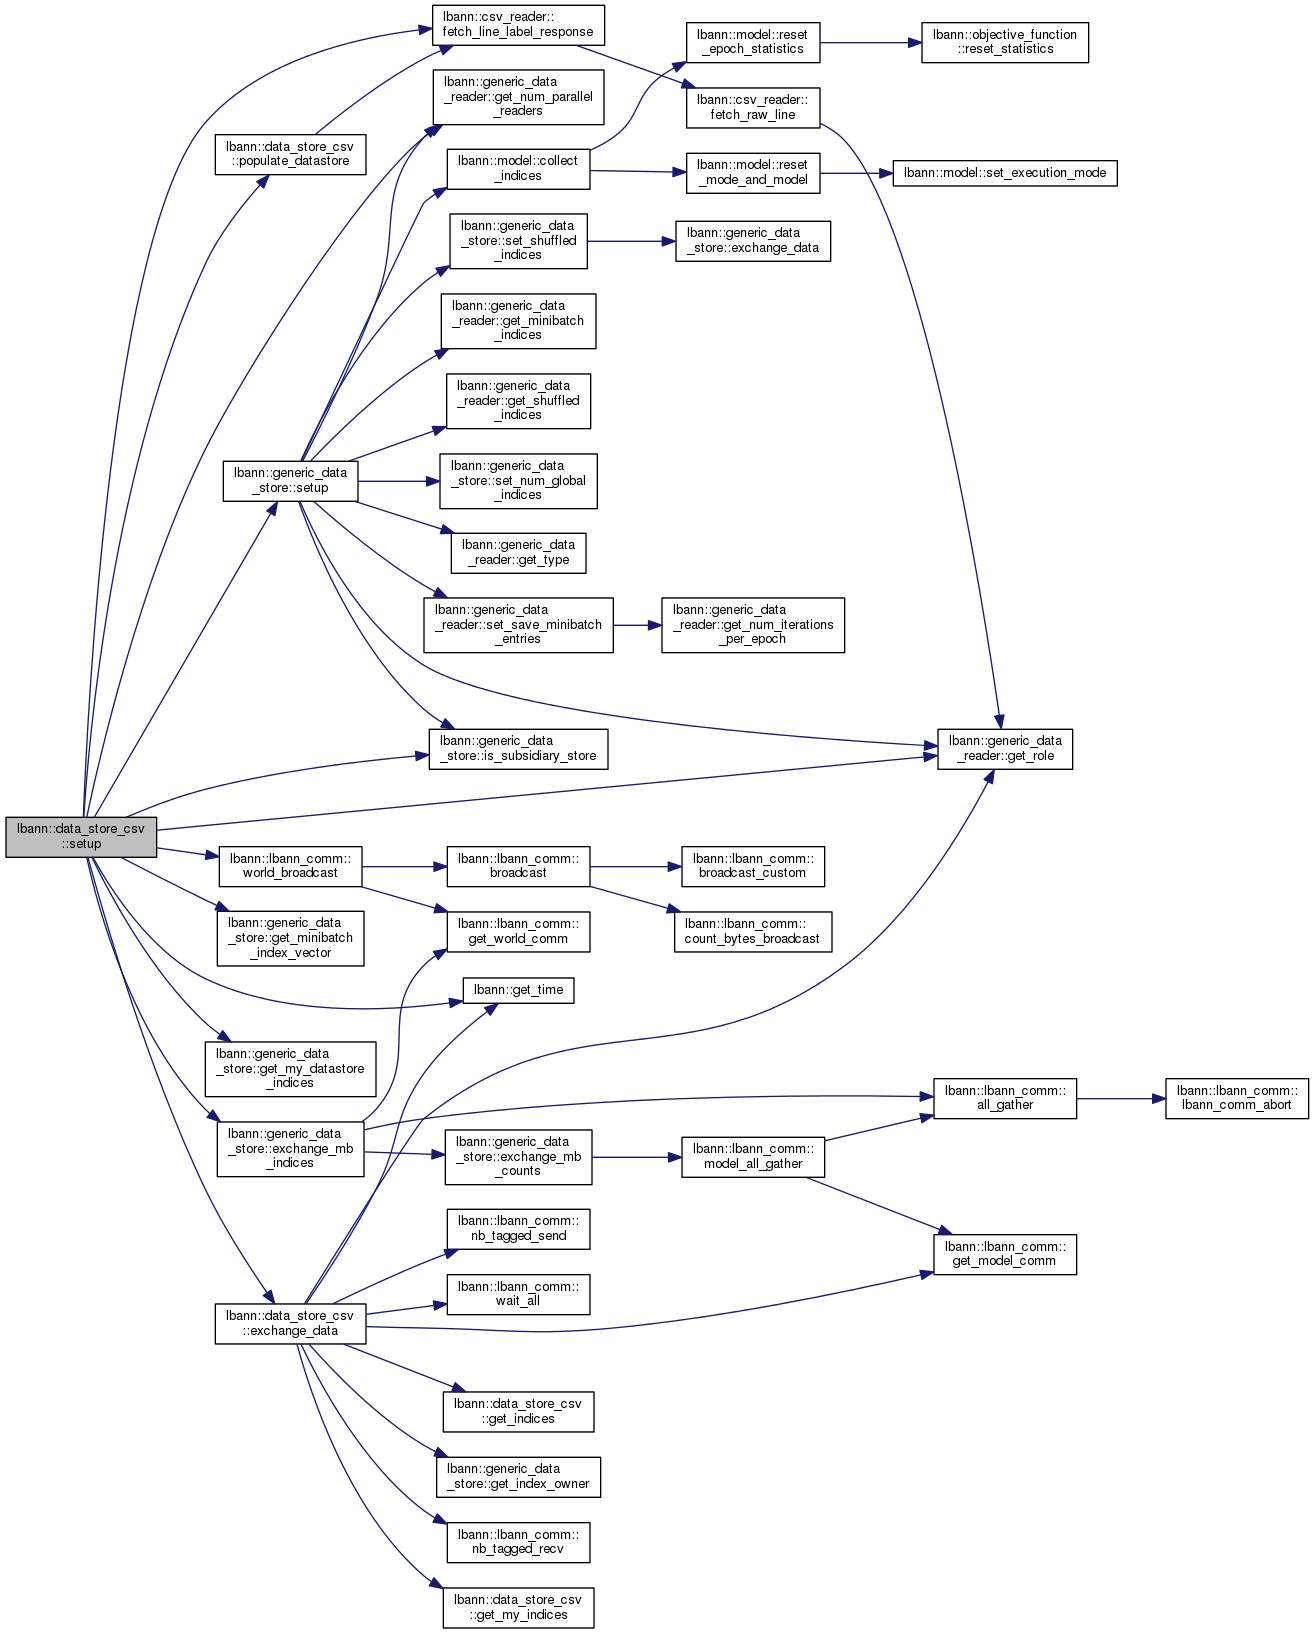 lbann::csv_reader::
fetch_line_label_response
lbann::model::reset
_epoch_statistics
lbann::objective_function
::reset_statistics
lbann::generic_data
_reader::get_num_parallel
_readers
lbann::csv_reader::
fetch_raw_line
lbann::data_store_csv
::populate_datastore
lbann::model::collect
_indices
lbann::model::reset
_mode_and_model
lbann::model::set_execution_mode
lbann::generic_data
_store::set_shuffled
_indices
lbann::generic_data
_store::exchange_data
lbann::generic_data
_reader::get_minibatch
_indices
lbann::generic_data
_reader::get_shuffled
_indices
lbann::generic_data
_store::setup
lbann::generic_data
_store::set_num_global
_indices
lbann::generic_data
_reader::get_type
lbann::generic_data
_reader::set_save_minibatch
_entries
lbann::generic_data
_reader::get_num_iterations
_per_epoch
lbann::generic_data
_store::is_subsidiary_store
lbann::generic_data
_reader::get_role
lbann::data_store_csv
::setup
lbann::lbann_comm::
world_broadcast
lbann::lbann_comm::
broadcast
lbann::lbann_comm::
broadcast_custom
lbann::generic_data
_store::get_minibatch
_index_vector
lbann::lbann_comm::
get_world_comm
lbann::lbann_comm::
count_bytes_broadcast
lbann::get_time
lbann::generic_data
_store::get_my_datastore
_indices
lbann::lbann_comm::
all_gather
lbann::lbann_comm::
lbann_comm_abort
lbann::generic_data
_store::exchange_mb
_indices
lbann::generic_data
_store::exchange_mb
_counts
lbann::lbann_comm::
model_all_gather
lbann::lbann_comm::
nb_tagged_send
lbann::lbann_comm::
get_model_comm
lbann::lbann_comm::
wait_all
lbann::data_store_csv
::exchange_data
lbann::data_store_csv
::get_indices
lbann::generic_data
_store::get_index_owner
lbann::lbann_comm::
nb_tagged_recv
lbann::data_store_csv
::get_my_indices